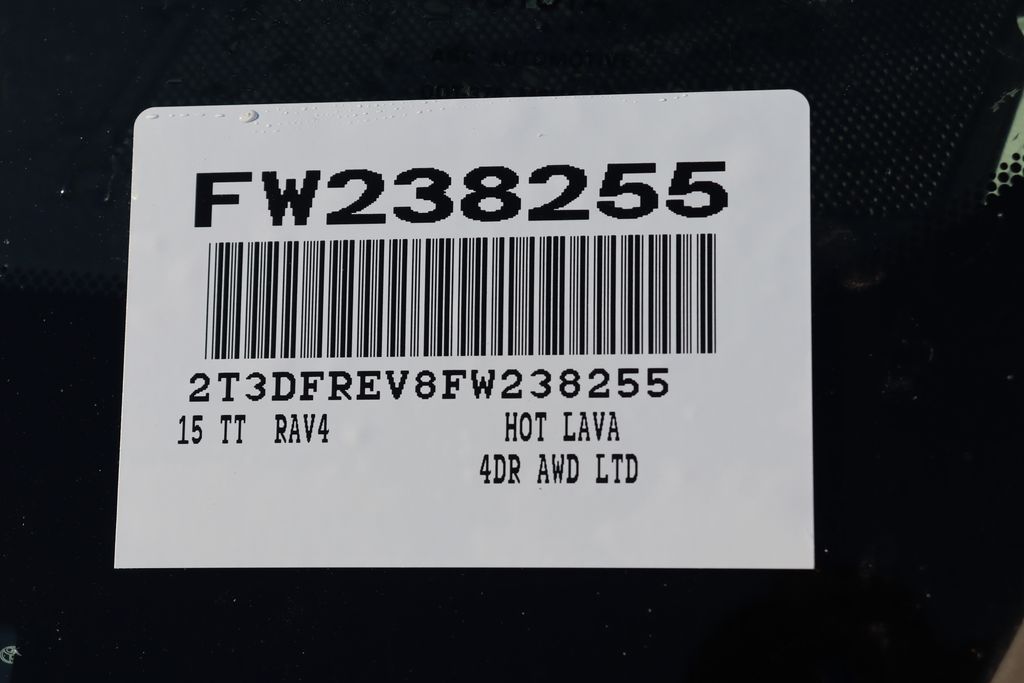 FW238255
2T3DFREV8FW238255
15 TT RAV4 HOT LAVA
4DR AWD LTD